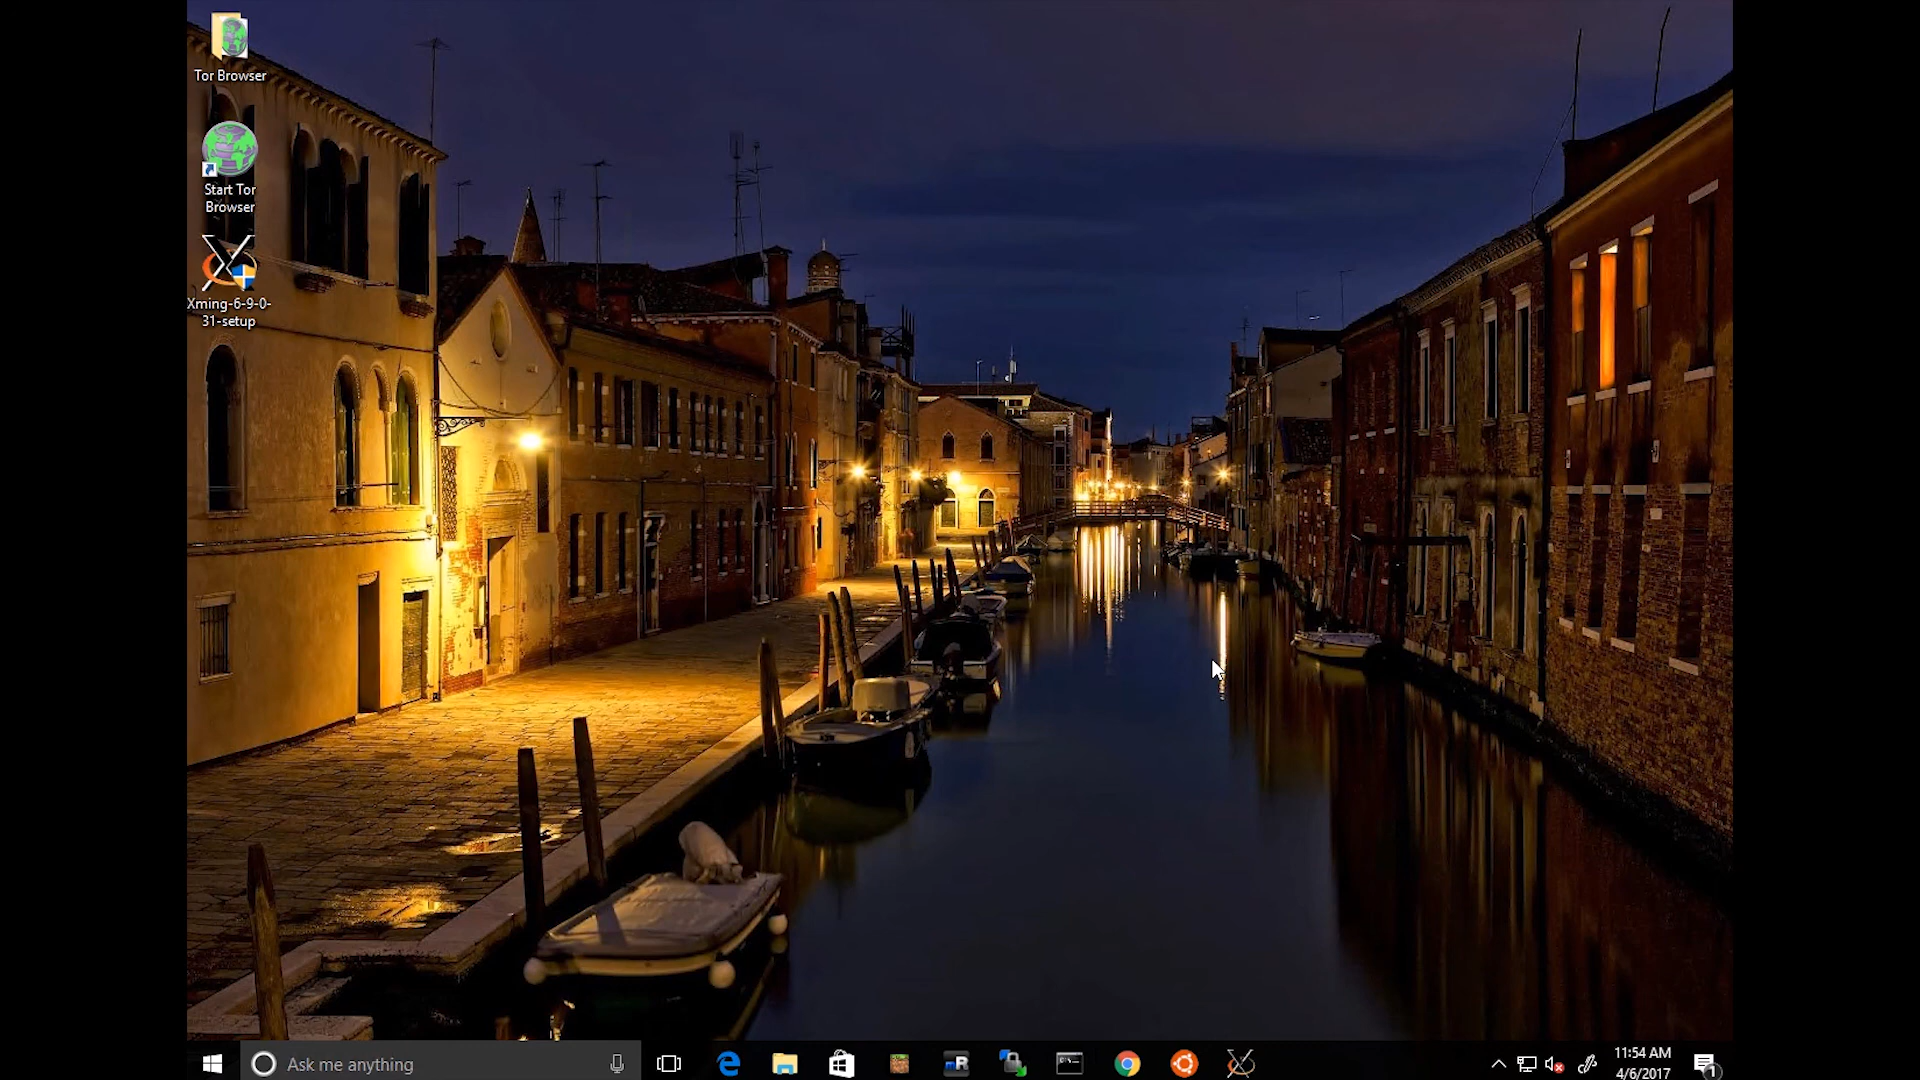 Tor Browser
Start Tor
Browser
Xming-6-9-0-
31-setup
Ask me anything
11:54 AM
4/6/2017
1